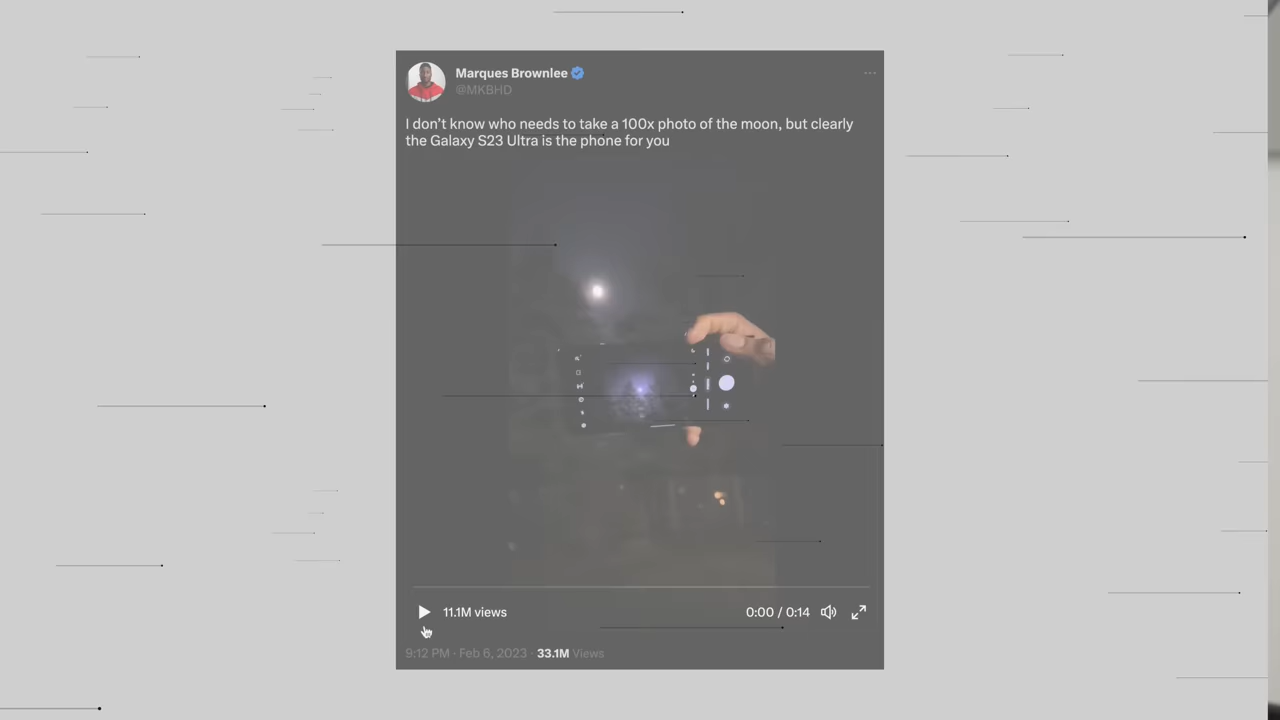 Marques Brownlee
@MKBHD
I don't know who needs to take a 100x photo of the moon, but clearly
the Galaxy S23 Ultra is the phone for you
11.1M views
0:00 / 0:14
9:12 PM · Feb 6, 2023 · 33.1M Views